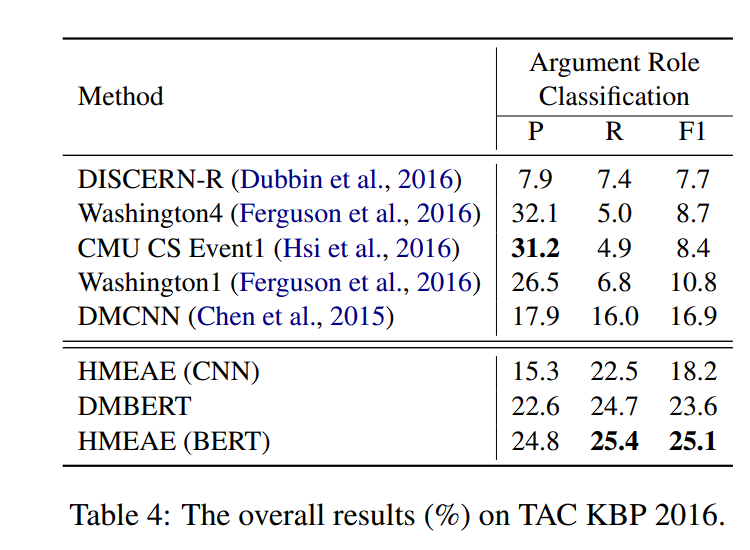 Argument Role
Method Classification
P R F1
DISCERN-R (Dubbin et al., 2016) 7.9 7.4 7.7
Washington4 (Ferguson et al., 2016) 32.1 5.0 8.7
CMU CS Event1 (Hsi et al., 2016) 31.2 4.9 8.4
Washington1 (Ferguson et al., 2016) 26.5 6.8 10.8
DMCNN (Chen et al., 2015) 17.9 16.0 16.9
HMEAE (CNN) 15.3 22.5 18.2
DMBERT 22.6 24.7 23.6
HMEAE (BERT) 24.8 25.4 25.1
Table 4: The overall results (%) on TAC KBP 2016.